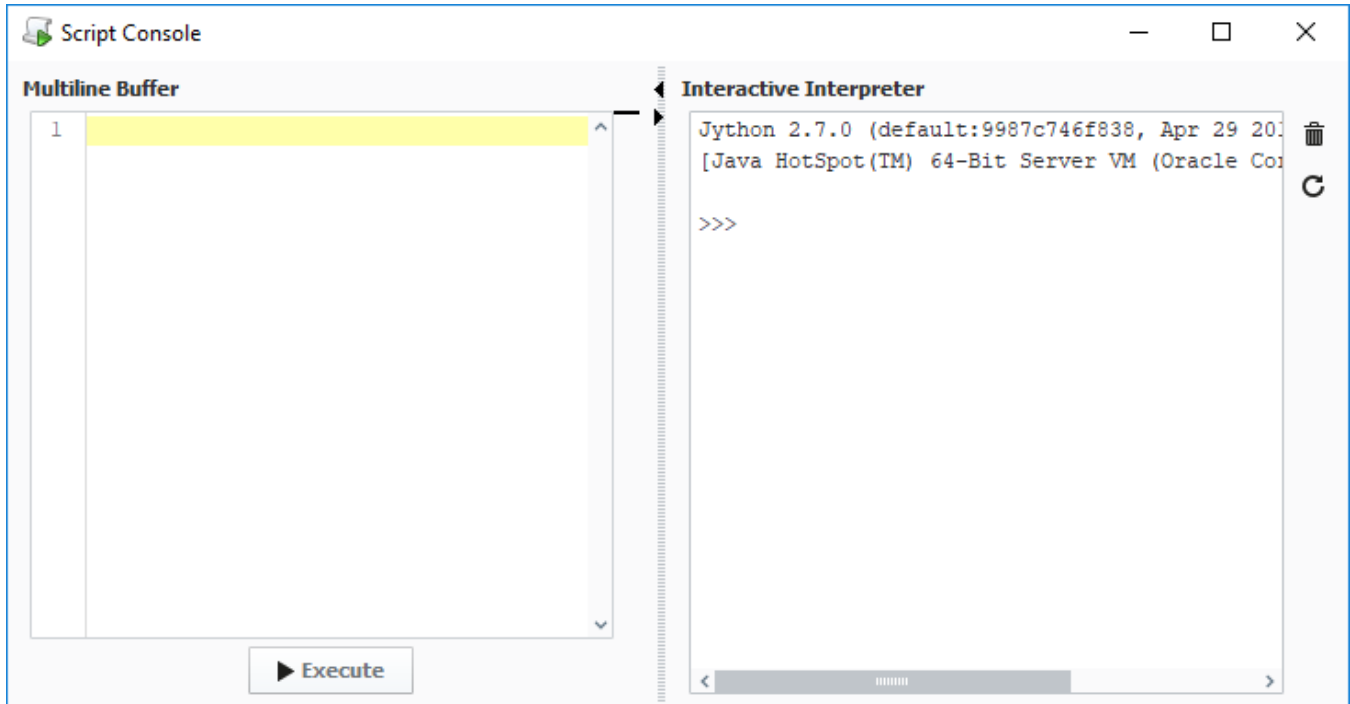 Script Console
Multiline Buffer
1
Execute
Interactive Interpreter
Jython 2.7.0 (default:9987c746f838, Apr 29
[Java HotSpot(TM) 64-Bit Server VM (Oracle
>>>